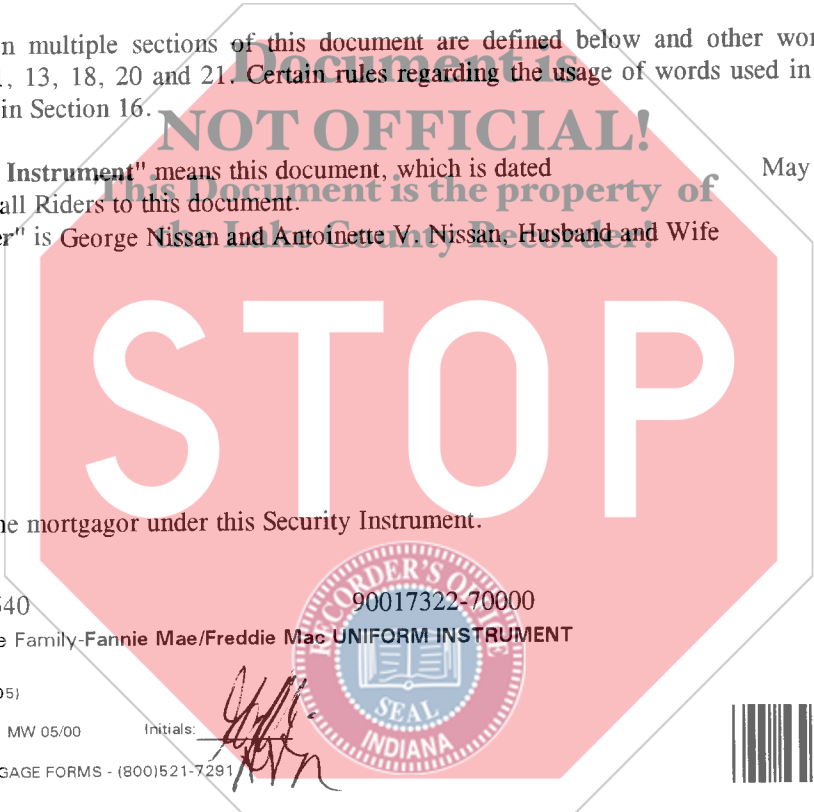 n multiple sections of this document are defined below and other wor
, 13, 18, 20 and 21. Certain rules regarding the usage of words used in
in Section 16.
Document is
NOT OFFICIAL!
This Document is the property of
the Lake County Recorder!
Instrument" means this document, which is dated May
all Riders to this document.
er" is George Nissan and Antoinette V. Nissan, Husband and Wife
STOP
he mortgagor under this Security Instrument.
540 90017322-70000
e Family-Fannie Mae/Freddie Mac UNIFORM INSTRUMENT
05)
MW 05/00 Initials:
GAGE FORMS - (800)521-7291
RECORDER'S OFFICE
SEAL
INDIANA